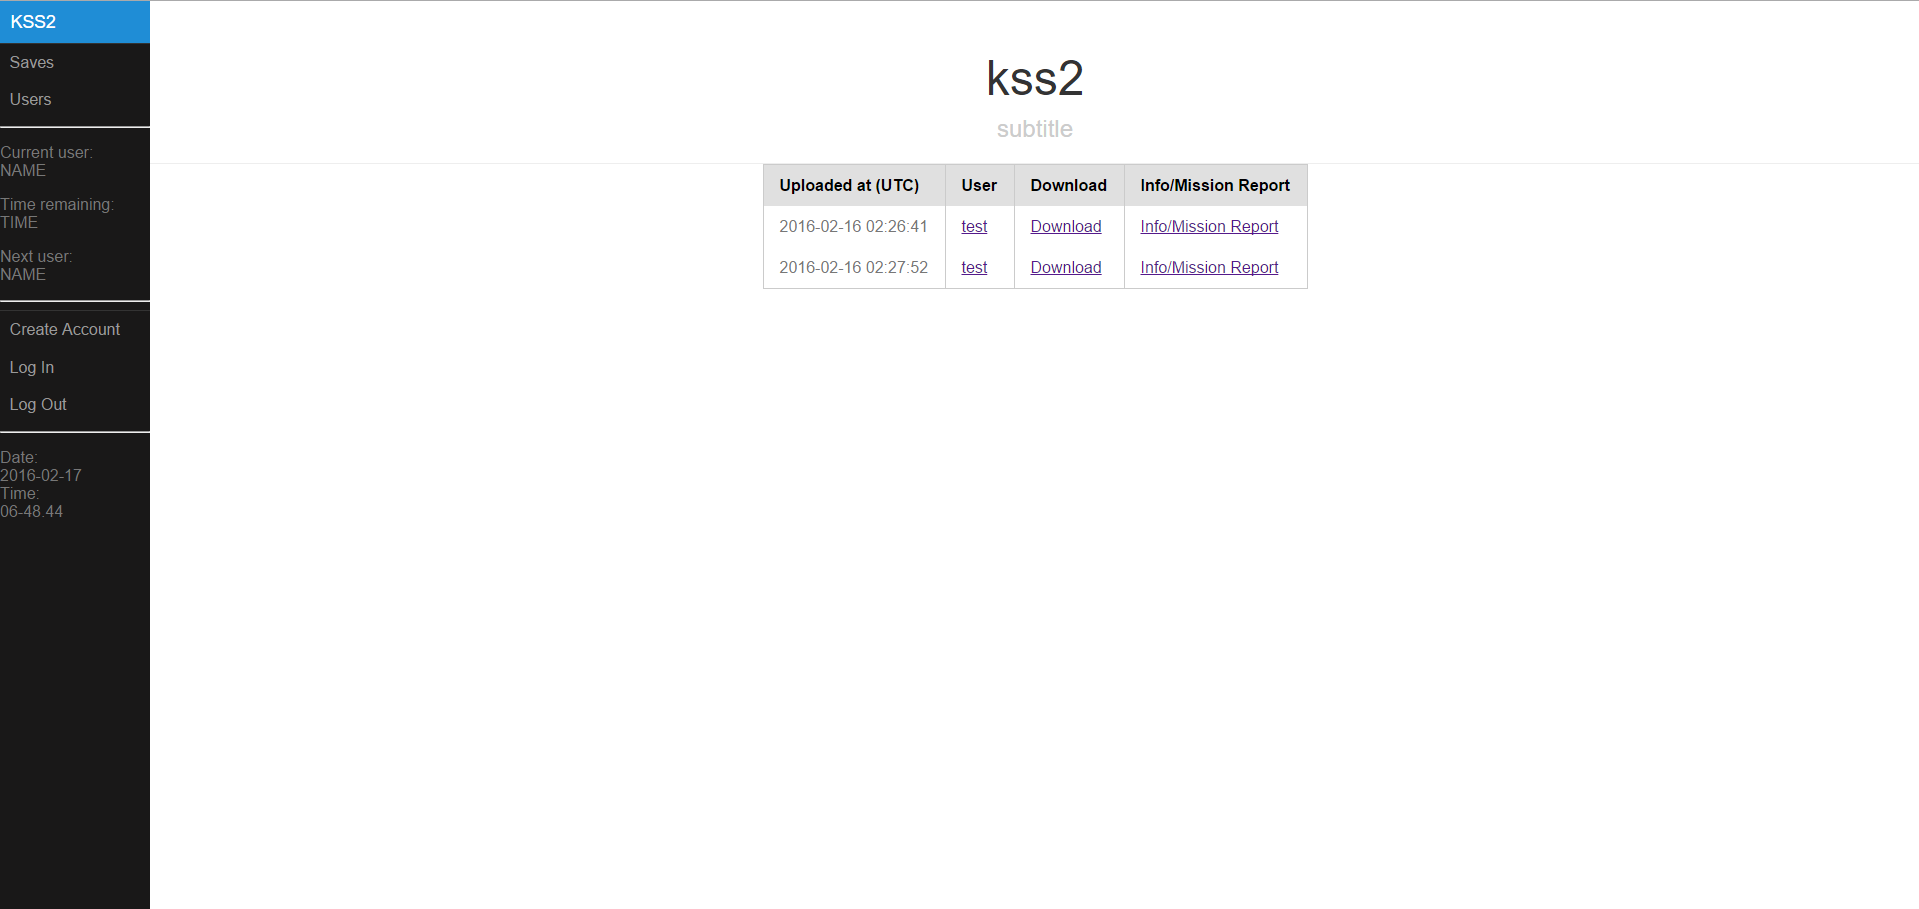 KSS2
Saves
Users
Current user:
NAME
Time remaining:
TIME
Next user:
NAME
Create Account
Log In
Log Out
Date:
2016-02-17
Time:
06-48.44
kss2
subtitle
Uploaded at (UTC) User Download Info/Mission Report
2016-02-16 02:26:41 test Download Info/Mission Report
2016-02-16 02:27:52 test Download Info/Mission Report